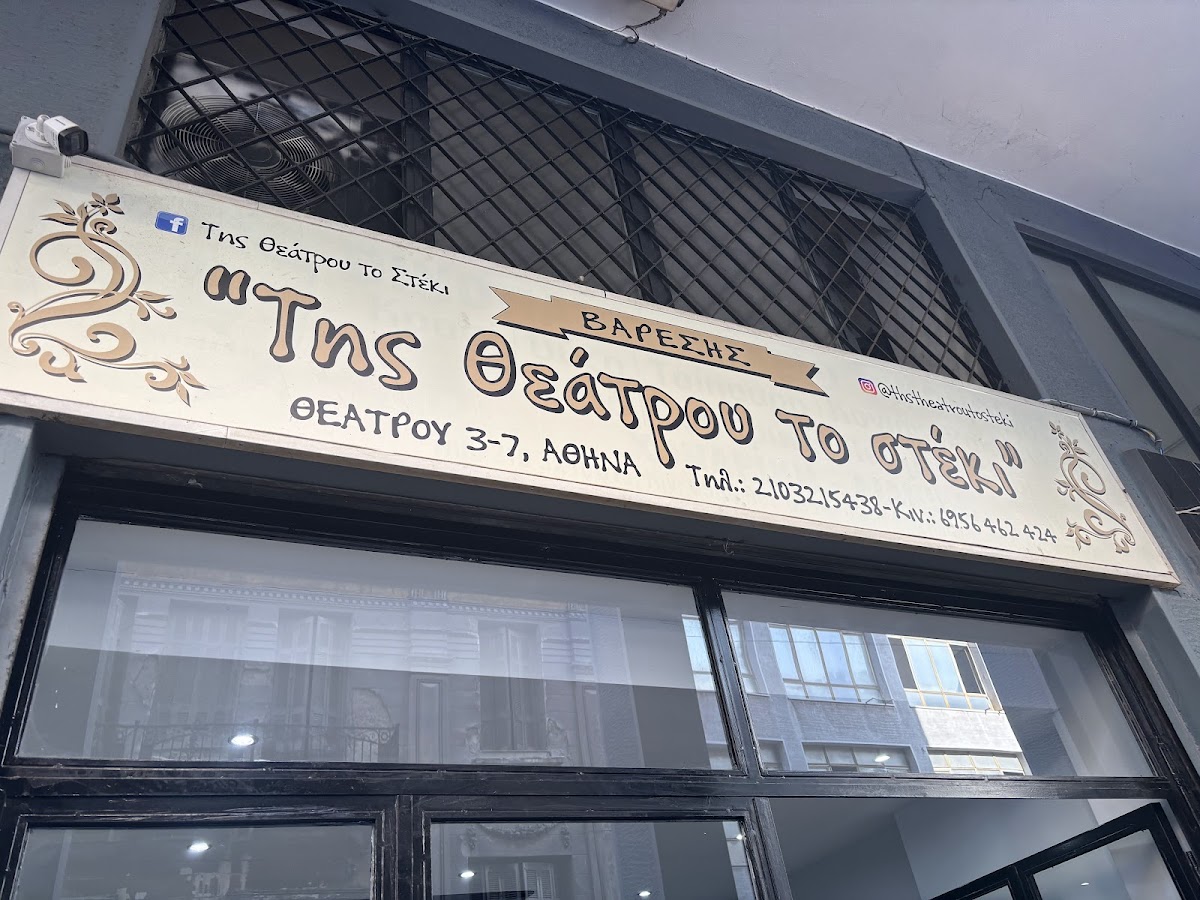 Της Θεάτρου το Στέκι
ΒΑΡΕΣΗΣ
@thstheatroutosteki
"Της Θεάτρου το στέκι"
ΘΕΑΤΡΟΥ 3-7, ΑΘΗΝΑ
Τηλ.: 2103215438-Κιν.: 6956 462 424